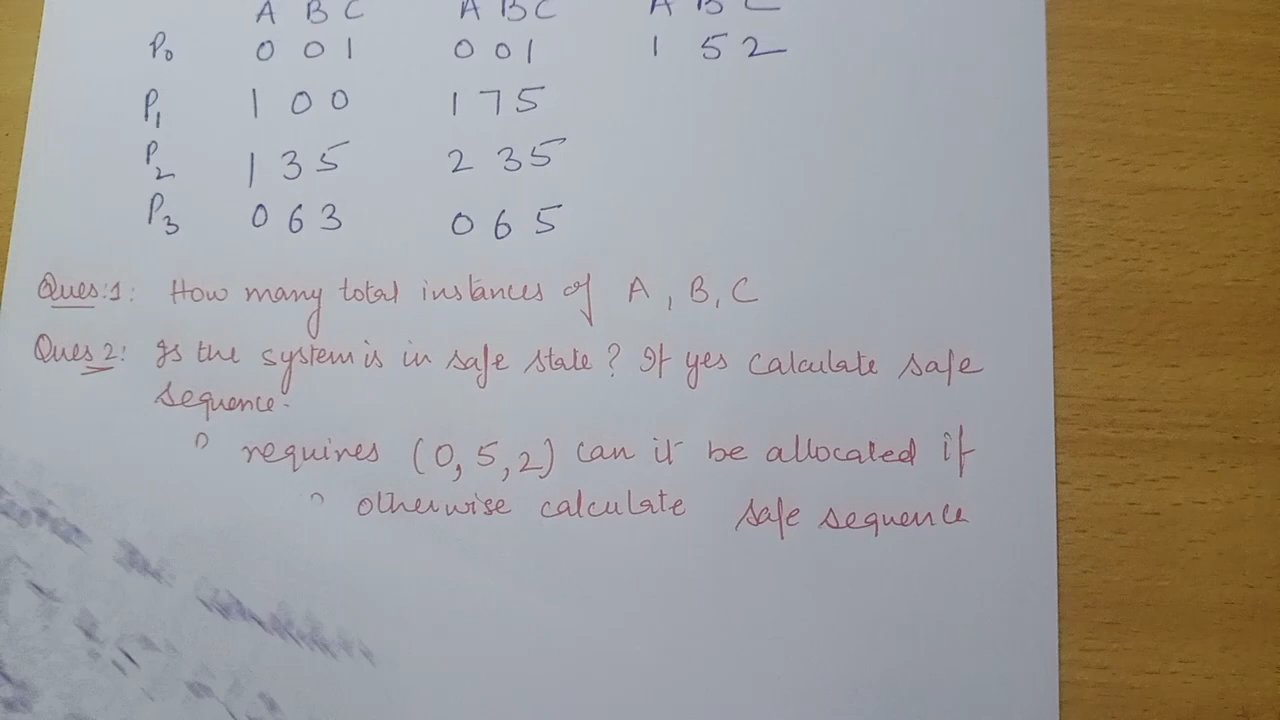 A B C A B C A B C
P0 0 0 1 0 0 1 1 5 2
P1 1 0 0 1 7 5
P2 1 3 5 2 3 5
P3 0 6 3 0 6 5
Ques:1: How many total instances of A, B, C
Ques 2: Is the system is in safe state? If yes calculate safe
sequence.
requires (0, 5, 2) can it be allocated if
otherwise calculate safe sequence